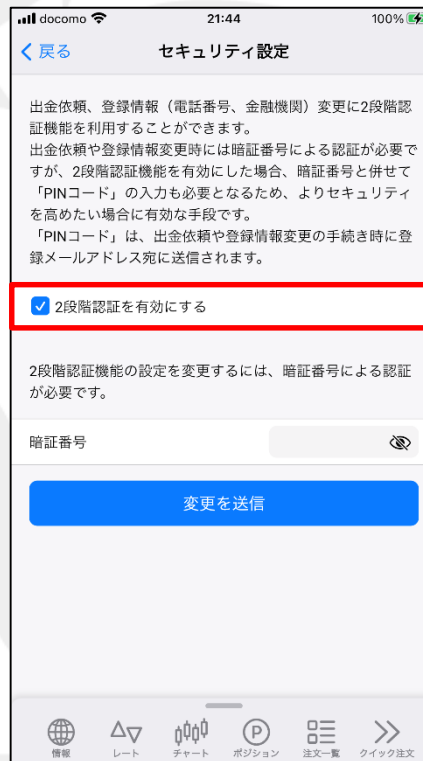 docomo 21:44 100%
戻る セキュリティ設定
出金依頼、登録情報（電話番号、金融機関）変更に2段階認
証機能を利用することができます。
出金依頼や登録情報変更時には暗証番号による認証が必要で
すが、2段階認証機能を有効にした場合、暗証番号と併せて
「PINコード」の入力も必要となるため、よりセキュリティ
を高めたい場合に有効な手段です。
「PINコード」は、出金依頼や登録情報変更の手続き時に登
録メールアドレス宛に送信されます。
2段階認証を有効にする
2段階認証機能の設定を変更するには、暗証番号による認証
が必要です。
暗証番号
変更を送信
情報 レート チャート ポジション 注文一覧 クイック注文